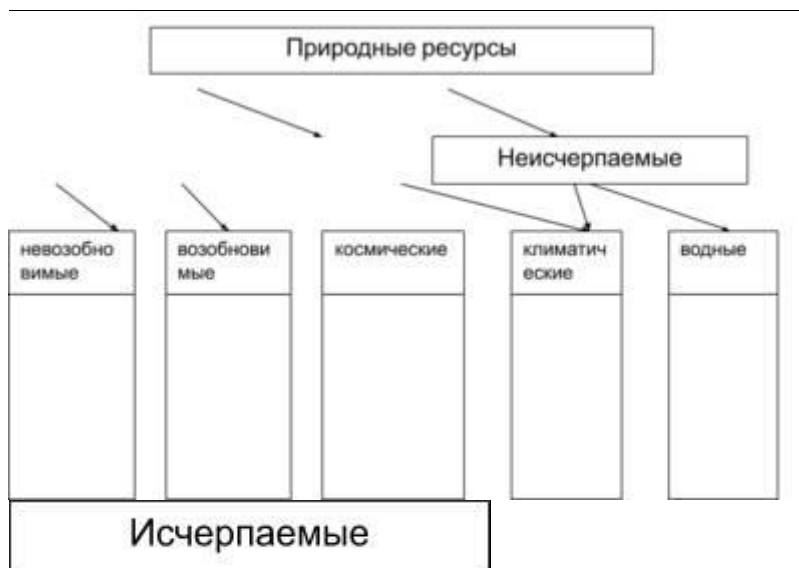 Природные ресурсы
Неисчерпаемые
невозобно
вимые
возобнови
мые
космические
климатич
еские
водные
Исчерпаемые